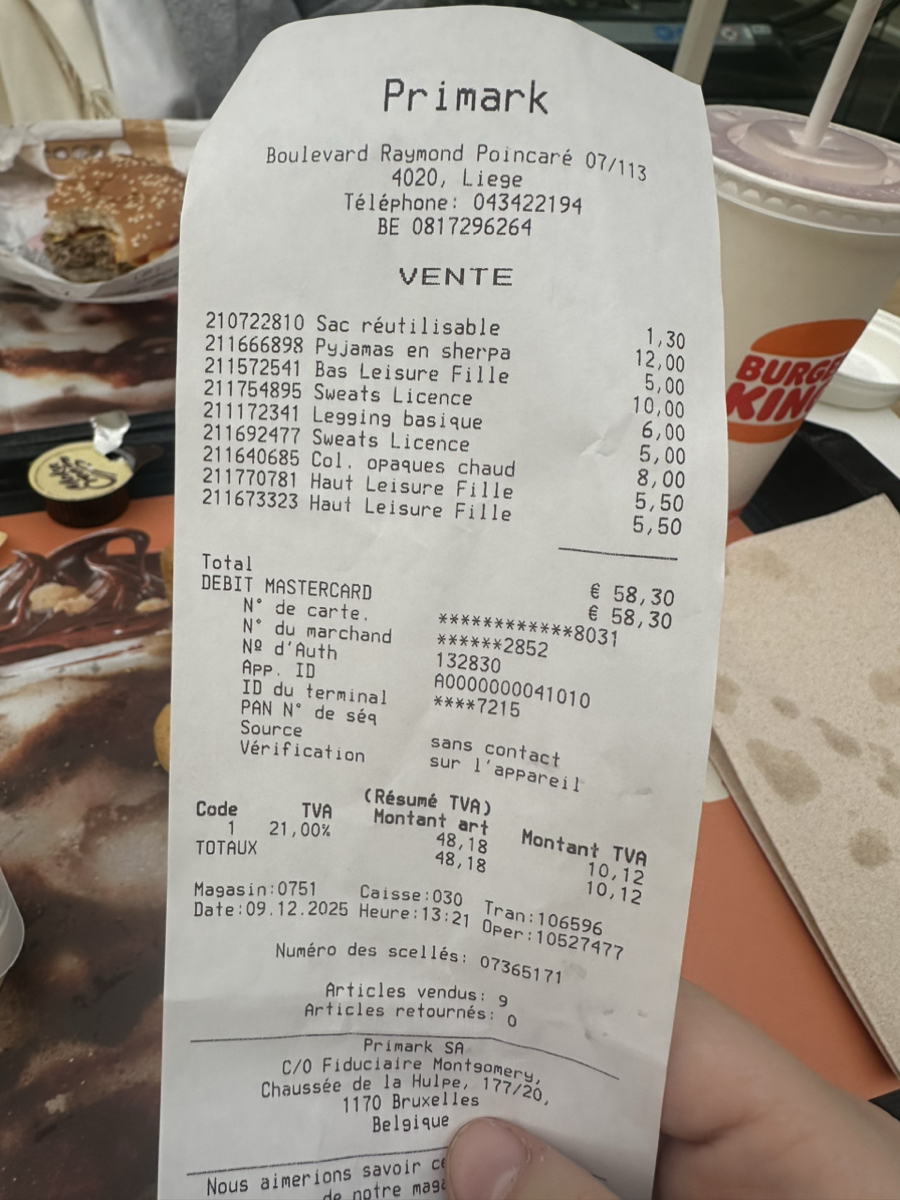 Primark
Boulevard Raymond Poincaré 07/113
4020, Liege
Téléphone: 043422194
BE 0817296264
VENTE
210722810 Sac réutilisable 1,30
211666898 Pyjamas en sherpa 12,00
211572541 Bas Leisure Fille 5,00
211754895 Sweats Licence 10,00
211172341 Legging basique 6,00
211692477 Sweats Licence 5,00
211640685 Col. opaques chaud 8,00
211770781 Haut Leisure Fille 5,50
211673323 Haut Leisure Fille 5,50
Total € 58,30
DEBIT MASTERCARD € 58,30
N° de carte. ************8031
N° du marchand ******2852
Nº d'Auth 132830
App. ID A0000000041010
ID du terminal ****7215
PAN N° de séq
Source sans contact
Vérification sur l'appareil
(Résumé TVA)
Code TVA Montant art Montant TVA
1 21,00% 48,18 10,12
TOTAUX 48,18 10,12
Magasin:0751 Caisse:030 Tran:106596
Date:09.12.2025 Heure:13:21 Oper:10527477
Numéro des scellés: 07365171
Articles vendus: 9
Articles retournés: 0
Primark SA
C/O Fiduciaire Montgomery,
Chaussée de la Hulpe, 177/20,
1170 Bruxelles
Belgique
Nous aimerions savoir
de notre
BURGER
KING